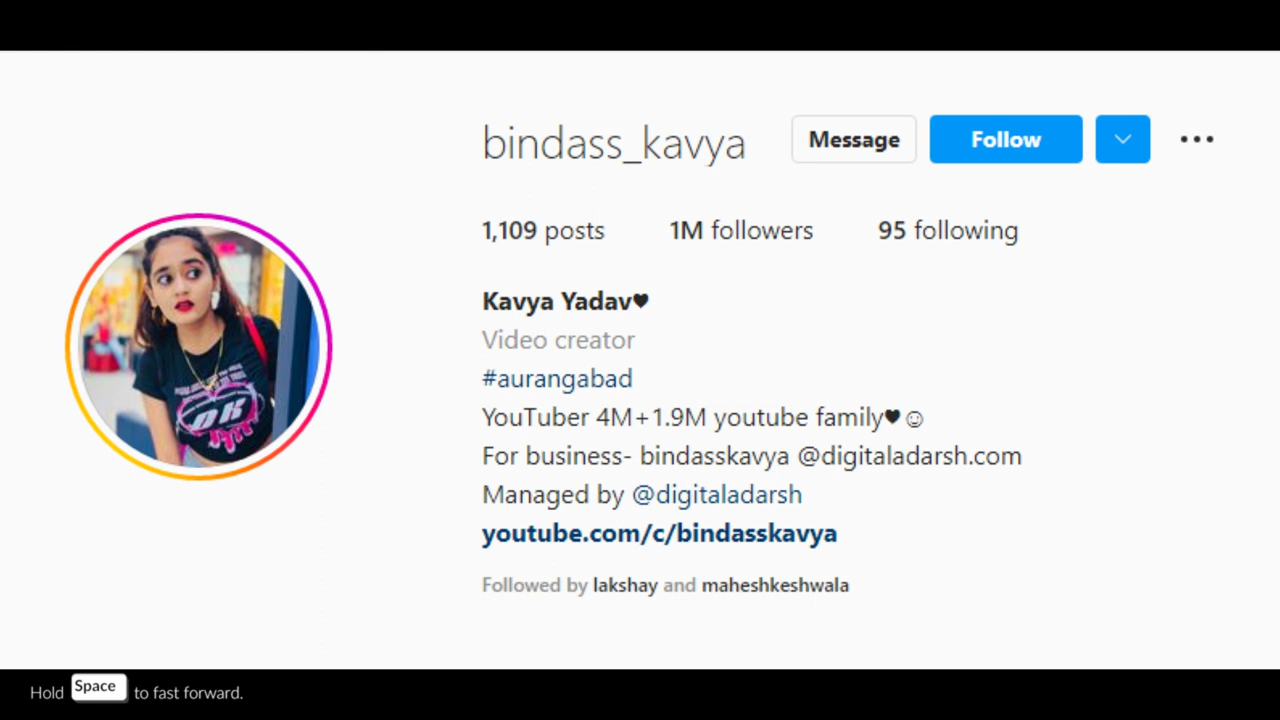 bindass_kavya Message Follow
1,109 posts 1M followers 95 following
Kavya Yadav♥
Video creator
#aurangabad
YouTuber 4M+1.9M youtube family♥☺
For business- bindasskavya @digitaladarsh.com
Managed by @digitaladarsh
youtube.com/c/bindasskavya
Followed by lakshay and maheshkeshwala
OK
Hold Space to fast forward.